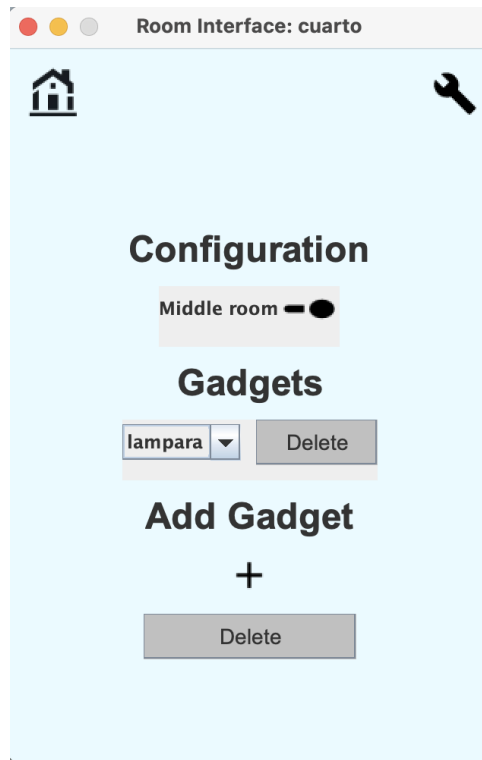 Room Interface: cuarto
Configuration
Middle room
Gadgets
lampara Delete
Add Gadget
+
Delete